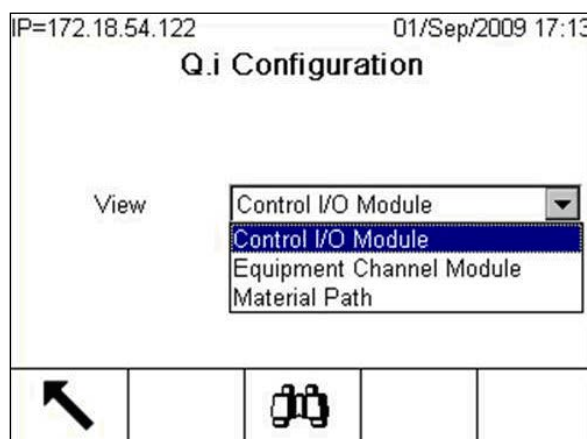 IP=172.18.54.122 01/Sep/2009 17:13
Q.i Configuration
View Control I/O Module
Control I/O Module
Equipment Channel Module
Material Path